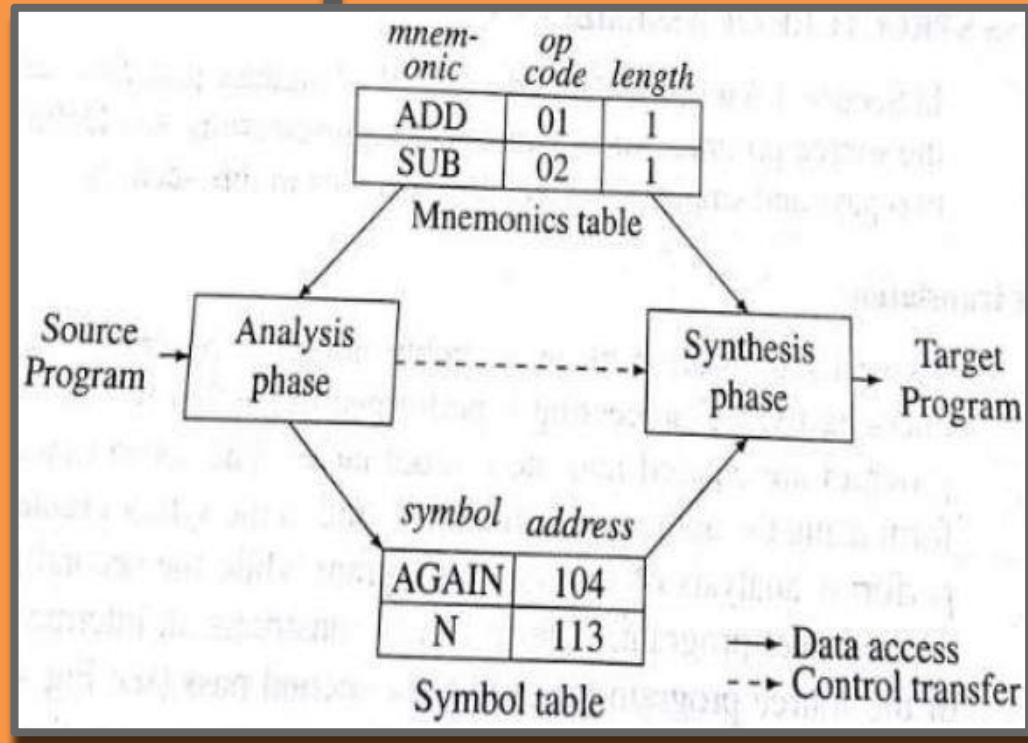 mnem-
onic
op
code
length
ADD 01 1
SUB 02 1
Mnemonics table
Source
Program
Analysis
phase
Synthesis
phase
Target
Program
symbol address
AGAIN 104
N 113
Symbol table
Data access
Control transfer